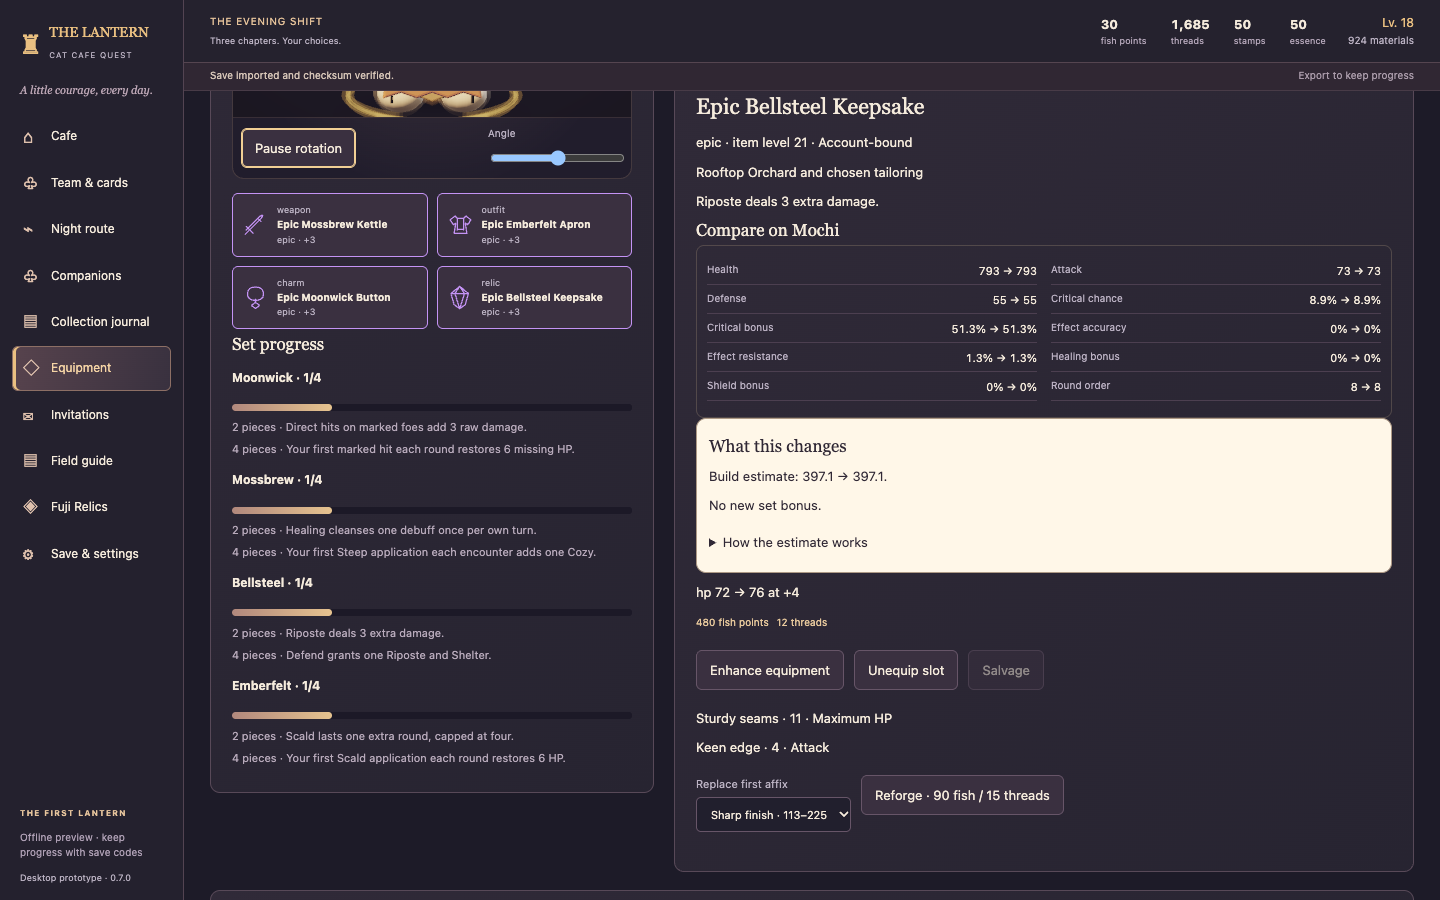 THE LANTERN
CAT CAFE QUEST
A little courage, every day.
Cafe
Team & cards
Night route
Companions
Collection journal
Equipment
Invitations
Field guide
Fuji Relics
Save & settings
THE FIRST LANTERN
Offline preview · keep
progress with save codes
Desktop prototype · 0.7.0
THE EVENING SHIFT
Three chapters. Your choices.
30
fish points
1,685
threads
50
stamps
50
essence
Lv. 18
924 materials
Save imported and checksum verified.
Export to keep progress
Pause rotation
Angle
weapon
Epic Mossbrew Kettle
epic · +3
outfit
Epic Emberfelt Apron
epic · +3
charm
Epic Moonwick Button
epic · +3
relic
Epic Bellsteel Keepsake
epic · +3
Set progress
Moonwick · 1/4
2 pieces · Direct hits on marked foes add 3 raw damage.
4 pieces · Your first marked hit each round restores 6 missing HP.
Mossbrew · 1/4
2 pieces · Healing cleanses one debuff once per own turn.
4 pieces · Your first Steep application each encounter adds one Cozy.
Bellsteel · 1/4
2 pieces · Riposte deals 3 extra damage.
4 pieces · Defend grants one Riposte and Shelter.
Emberfelt · 1/4
2 pieces · Scald lasts one extra round, capped at four.
4 pieces · Your first Scald application each round restores 6 HP.
Epic Bellsteel Keepsake
epic · item level 21 · Account-bound
Rooftop Orchard and chosen tailoring
Riposte deals 3 extra damage.
Compare on Mochi
Health 793 → 793
Attack 73 → 73
Defense 55 → 55
Critical chance 8.9% → 8.9%
Critical bonus 51.3% → 51.3%
Effect accuracy 0% → 0%
Effect resistance 1.3% → 1.3%
Healing bonus 0% → 0%
Shield bonus 0% → 0%
Round order 8 → 8
What this changes
Build estimate: 397.1 → 397.1.
No new set bonus.
How the estimate works
hp 72 → 76 at +4
480 fish points 12 threads
Enhance equipment
Unequip slot
Salvage
Sturdy seams · 11 · Maximum HP
Keen edge · 4 · Attack
Replace first affix
Sharp finish · 113–225
Reforge · 90 fish / 15 threads